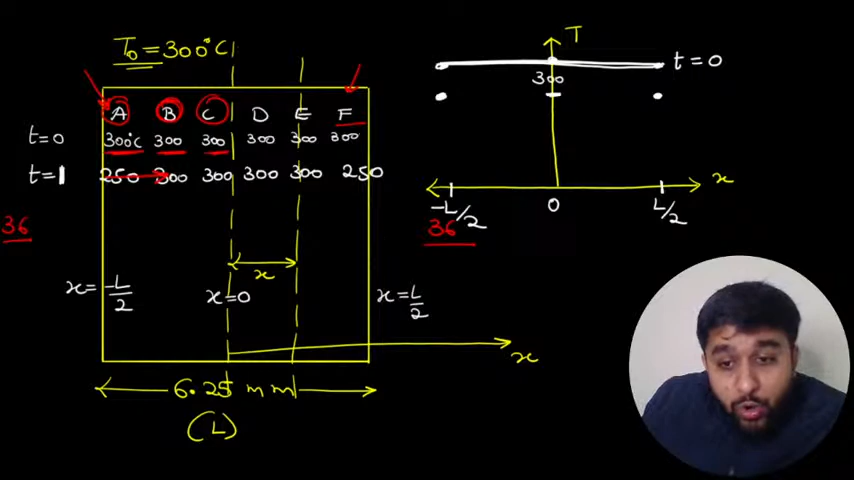 T₀ = 300°C
A B C D E F
t=0 300°C 300 300 300 300 300
t=1 250 300 300 300 300 250
36
x = -L/2
x=0
x = L/2
x
x
6.25 mm
(L)
T
t=0
300
x
-L/2
0
L/2
36